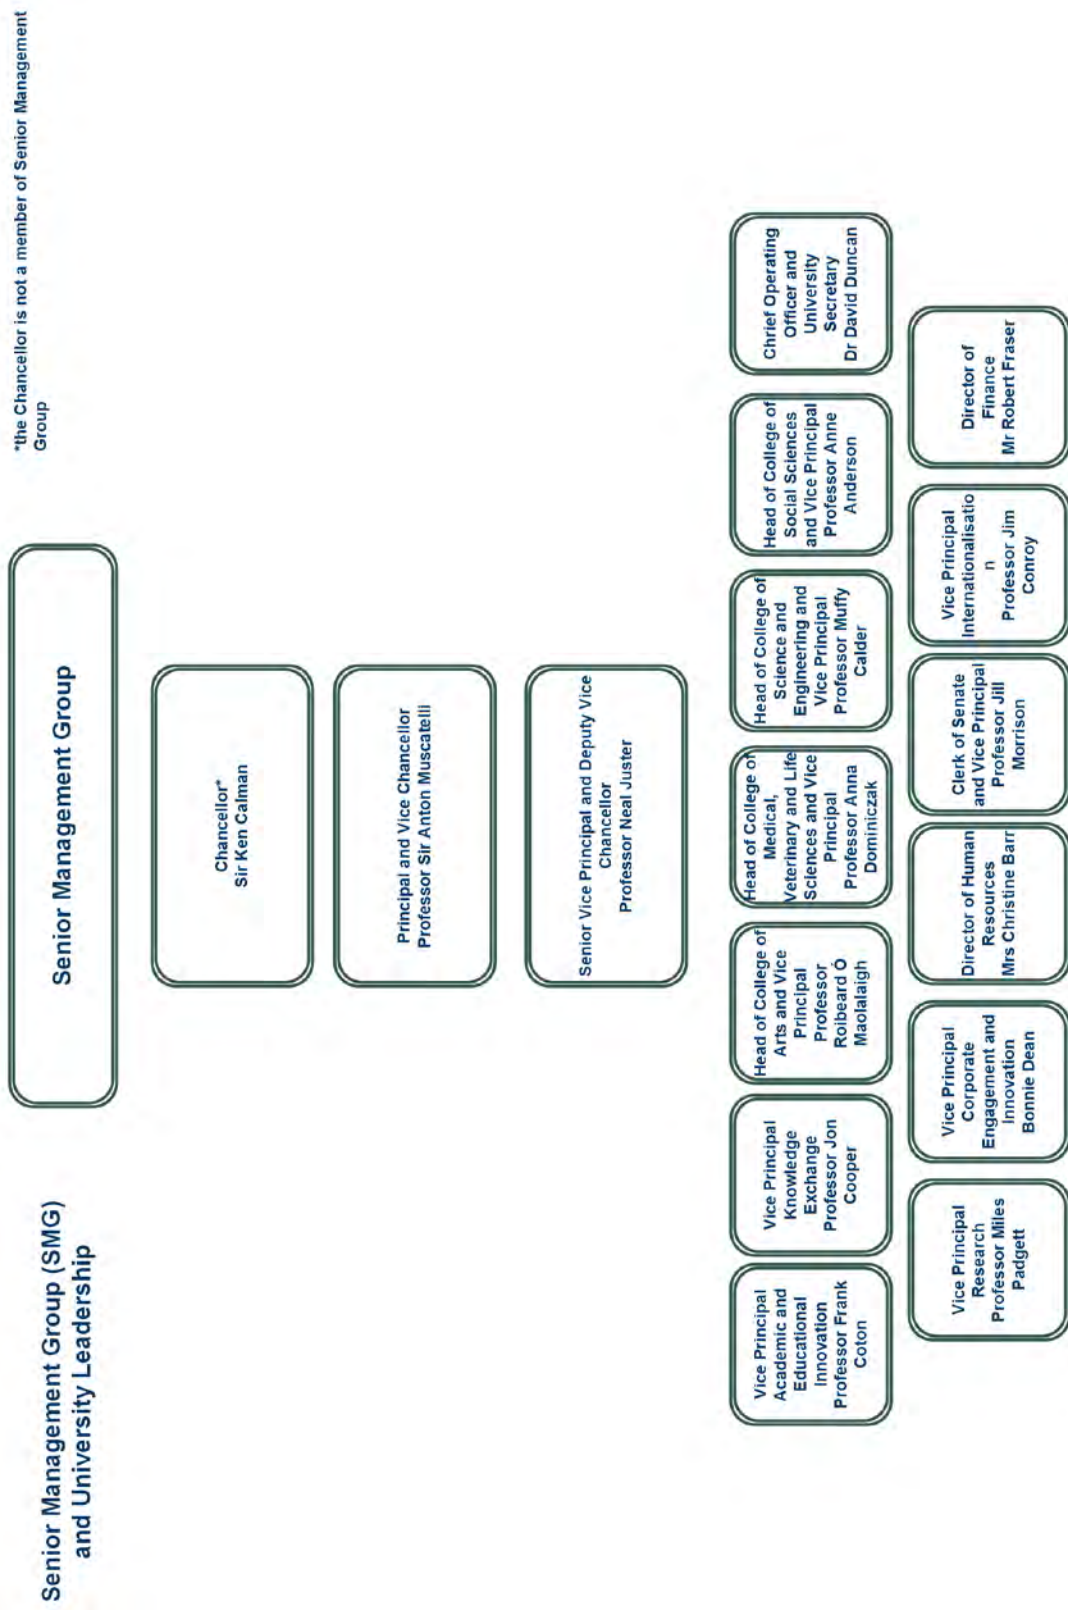 Senior Management Group (SMG)
and University Leadership
Senior Management Group
*the Chancellor is not a member of Senior Management
Group
Chancellor*
Sir Ken Calman
Principal and Vice Chancellor
Professor Sir Anton Muscatelli
Senior Vice Principal and Deputy Vice
Chancellor
Professor Neal Juster
Vice Principal
Academic and
Educational
Innovation
Professor Frank
Coton
Vice Principal
Knowledge
Exchange
Professor Jon
Cooper
Head of College of
Arts and Vice
Principal
Professor
Roibeard Ó
Maolalaigh
Head of College of
Medical,
Veterinary and Life
Sciences and Vice
Principal
Professor Anna
Dominiczak
Head of College of
Science and
Engineering and
Vice Principal
Professor Muffy
Calder
Head of College of
Social Sciences
and Vice Principal
Professor Anne
Anderson
Chrief Operating
Officer and
University
Secretary
Dr David Duncan
Vice Principal
Research
Professor Miles
Padgett
Vice Principal
Corporate
Engagement and
Innovation
Bonnie Dean
Director of Human
Resources
Mrs Christine Barr
Clerk of Senate
and Vice Principal
Professor Jill
Morrison
Vice Principal
Internationalisatio
n
Professor Jim
Conroy
Director of
Finance
Mr Robert Fraser